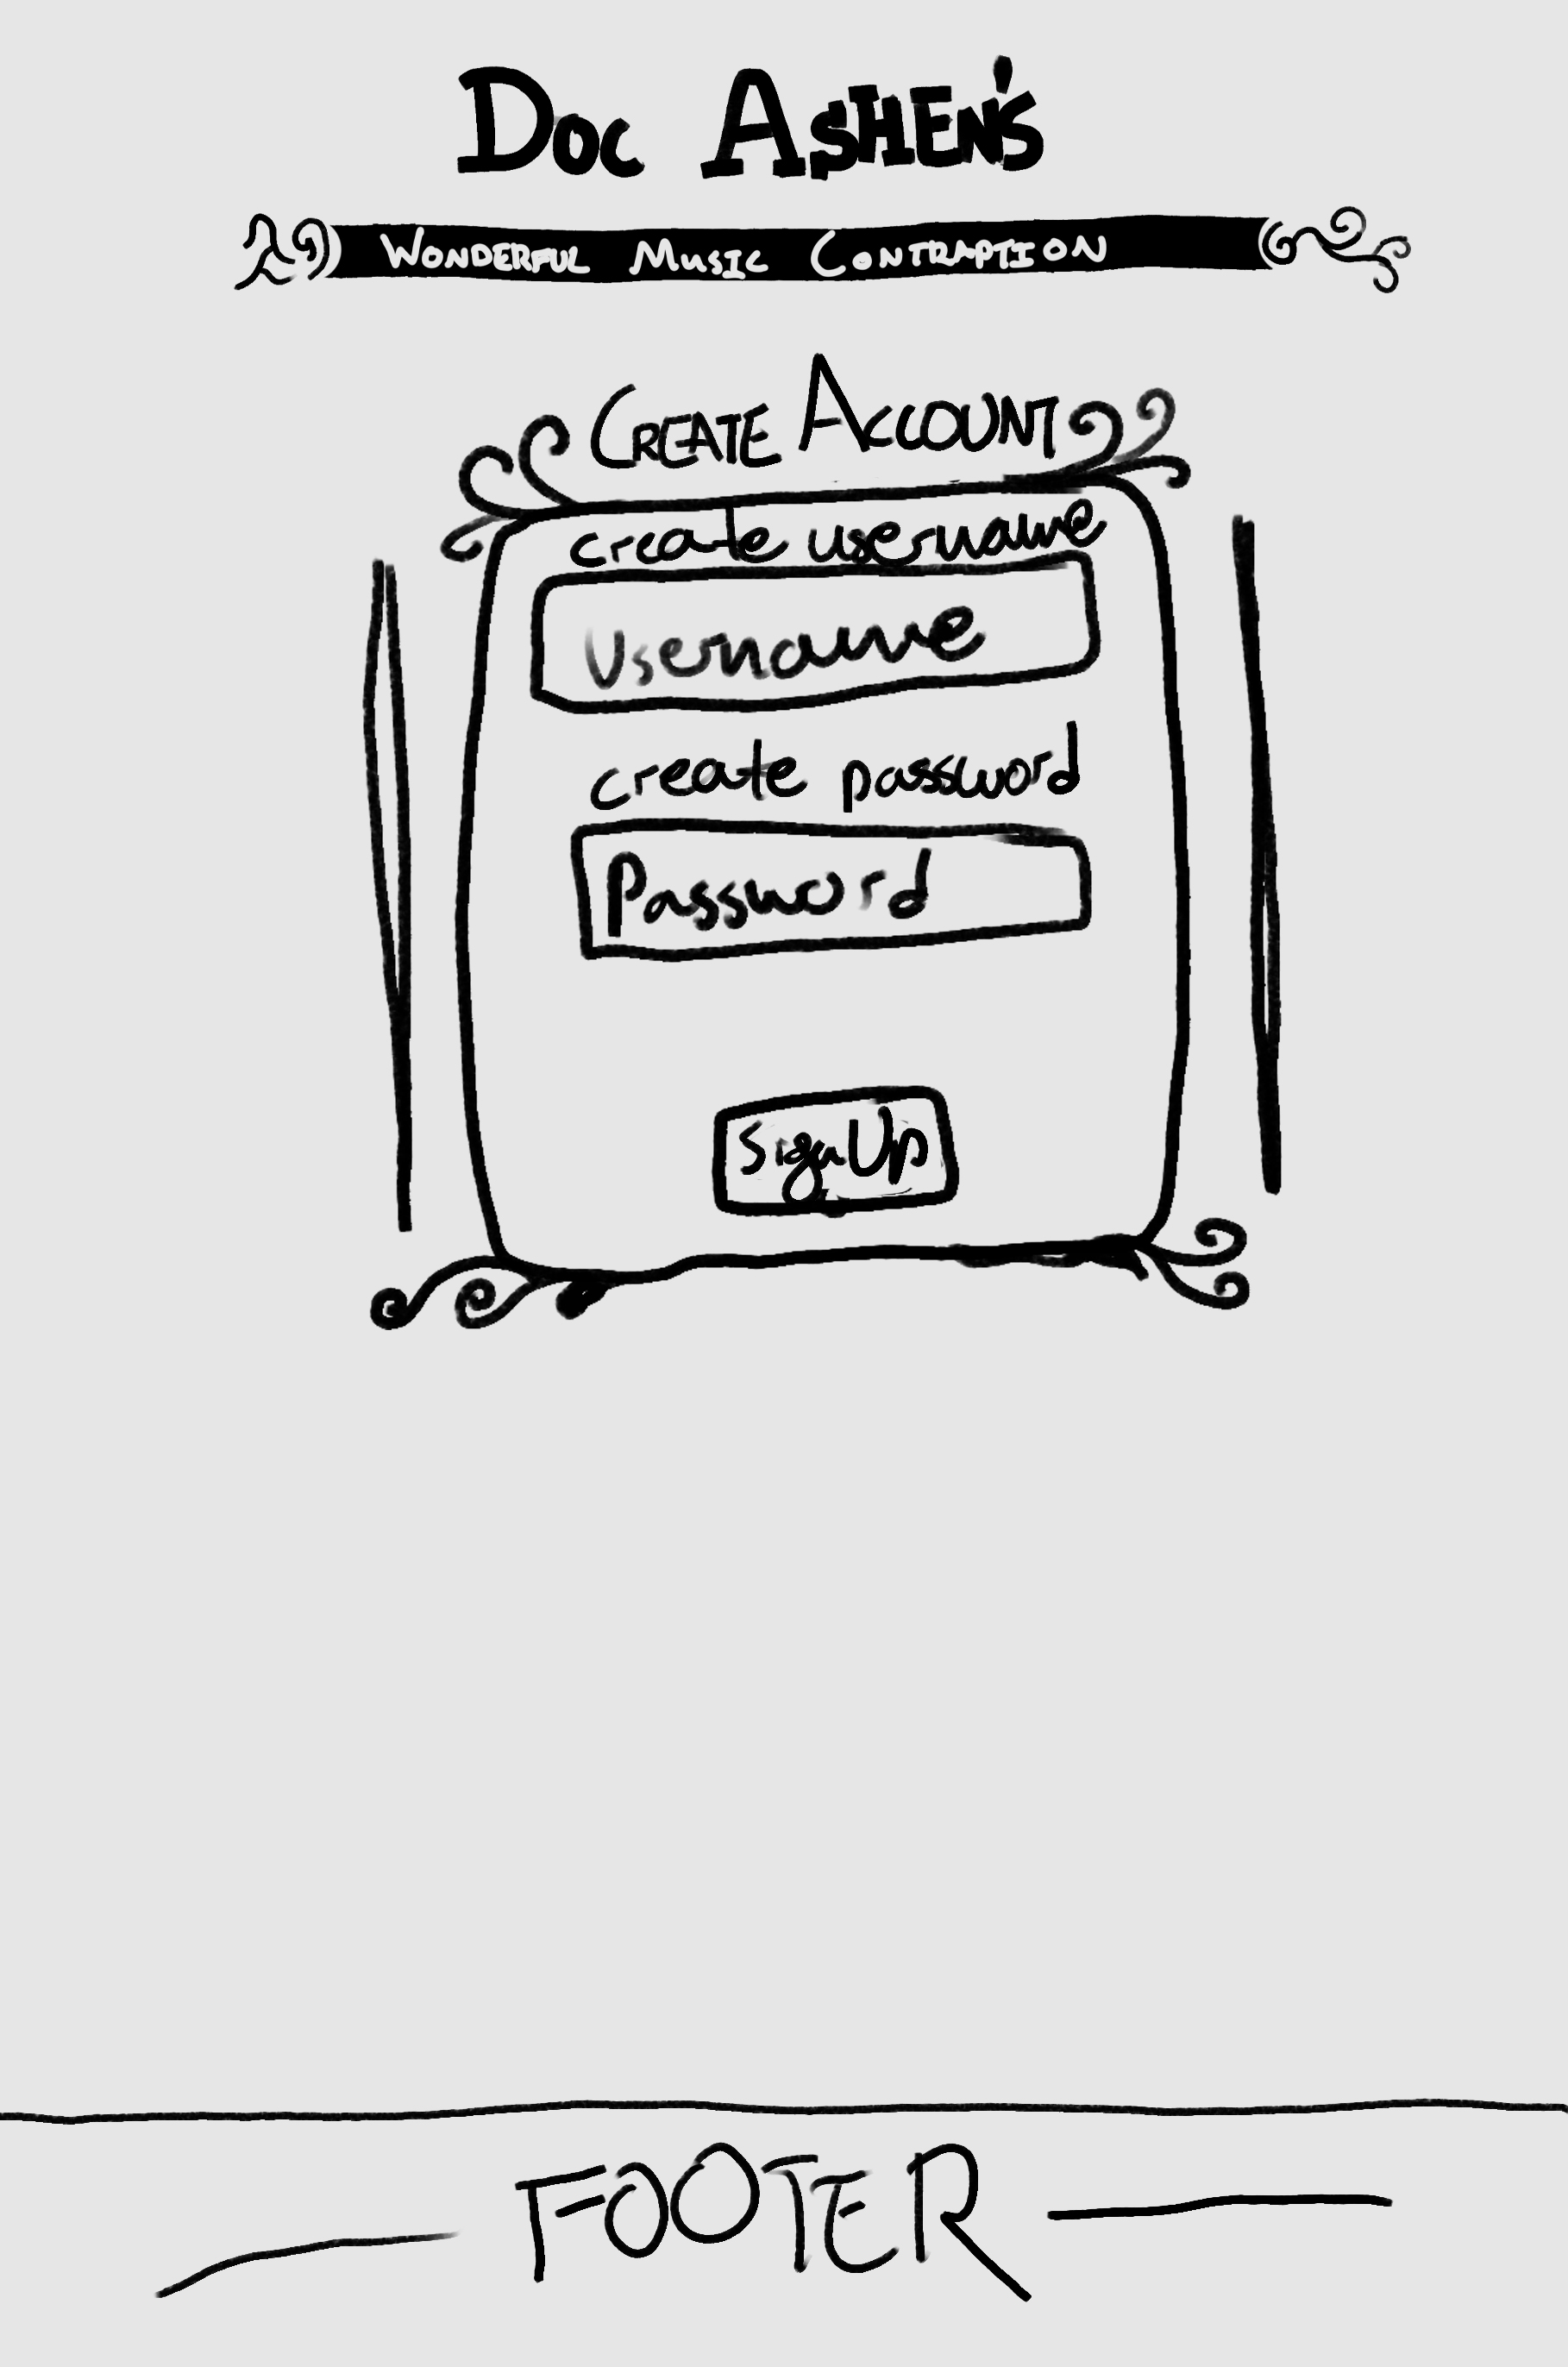 Doc Ashen's
Wonderful Music Contraption
Create Account
create username
Username
create password
Password
Sign Up
FOOTER